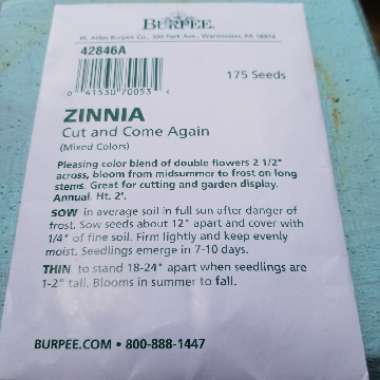 BURPEE.
W. Atlee Burpee Co., 300 Park Ave., Warminster, PA 18974
42846A
175 Seeds
0 41530 70053
ZINNIA
Cut and Come Again
(Mixed Colors)
Pleasing color blend of double flowers 2 1/2"
across, bloom from midsummer to frost on long
stems. Great for cutting and garden display.
Annual. Ht. 2'.
SOW in average soil in full sun after danger of
frost. Sow seeds about 12" apart and cover with
1/4" of fine soil. Firm lightly and keep evenly
moist. Seedlings emerge in 7-10 days.
THIN to stand 18-24" apart when seedlings are
1-2" tall. Blooms in summer to fall.
BURPEE.COM • 800-888-1447